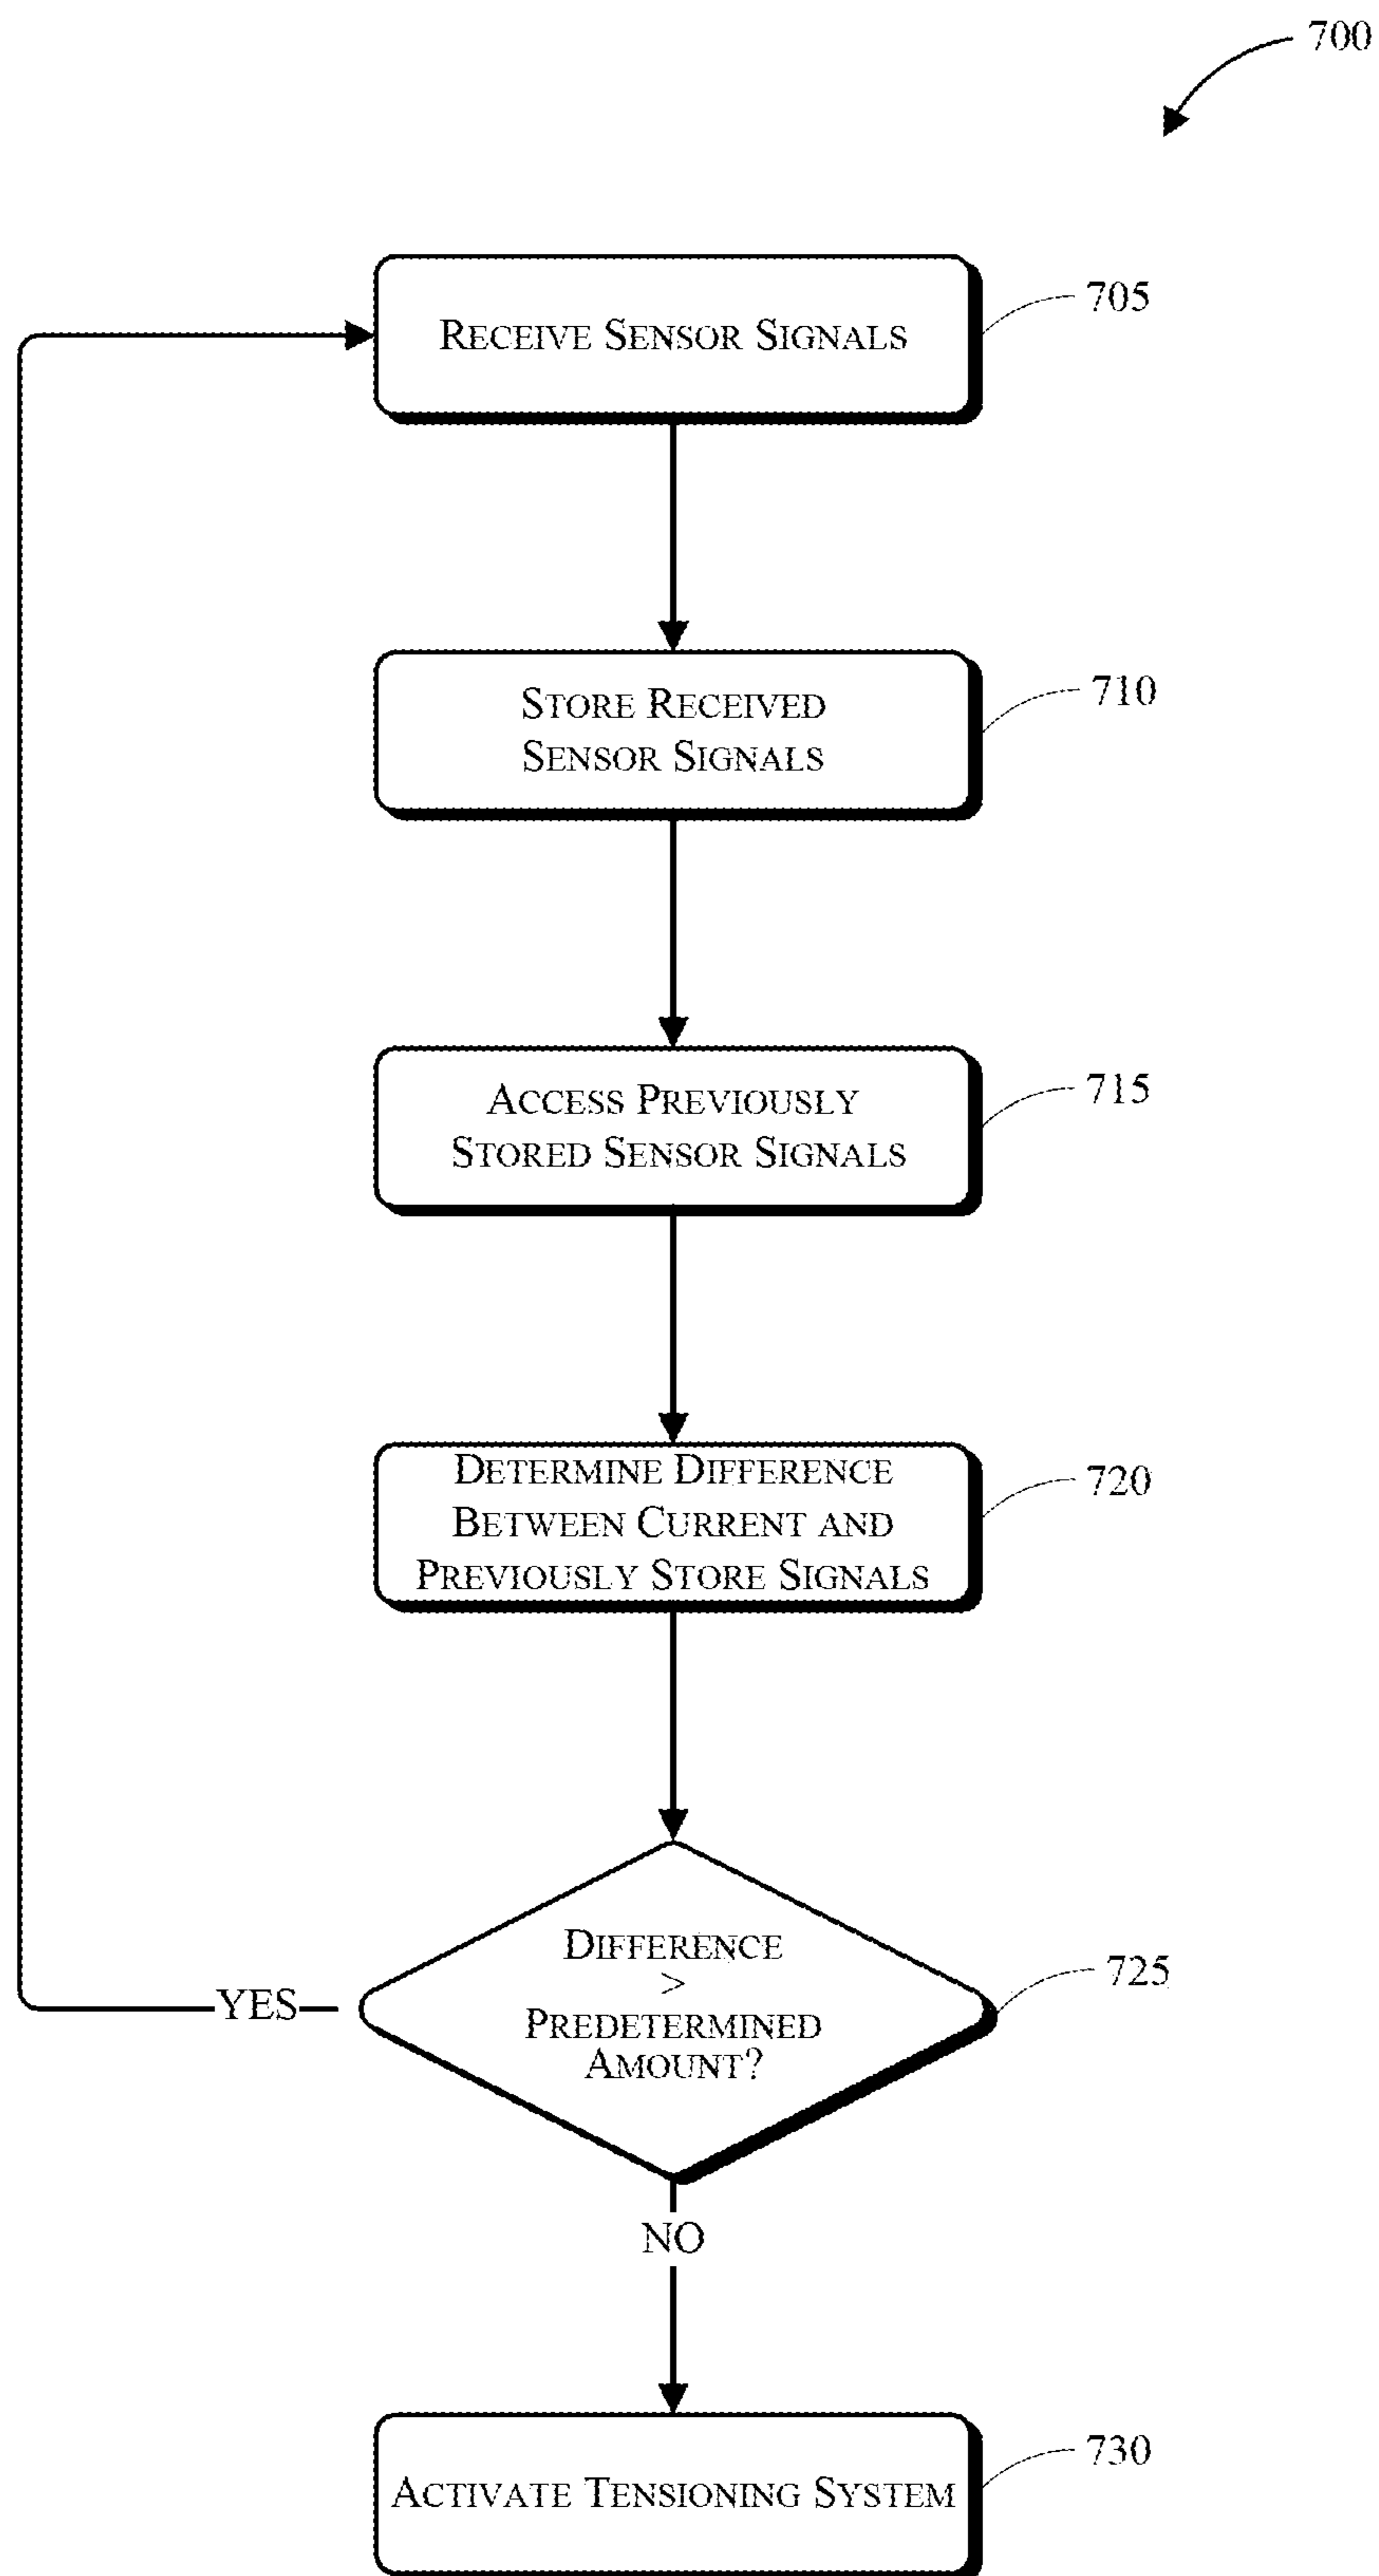 700
RECEIVE SENSOR SIGNALS
705
STORE RECEIVED
SENSOR SIGNALS
710
ACCESS PREVIOUSLY
STORED SENSOR SIGNALS
715
DETERMINE DIFFERENCE
BETWEEN CURRENT AND
PREVIOUSLY STORE SIGNALS
720
DIFFERENCE
>
PREDETERMINED
AMOUNT?
725
YES
NO
ACTIVATE TENSIONING SYSTEM
730